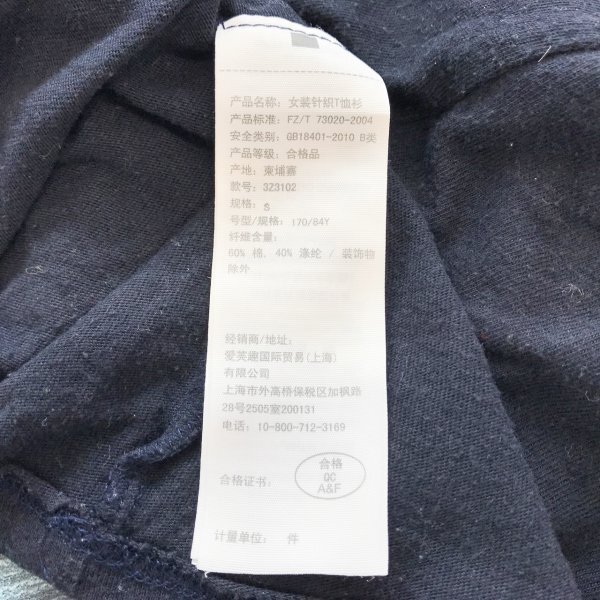 产品名称: 女装针织T恤衫
产品标准: FZ/T 73020-2004
安全类别: GB18401-2010 B类
产品等级: 合格品
产地: 柬埔寨
款号: 3Z3102
规格: S
号型/规格: 170/84Y
纤维含量:
60% 棉, 40% 涤纶 / 装饰物
除外
经销商/地址:
爱芙趣国际贸易(上海)
有限公司
上海市外高桥保税区加枫路
28号2505室200131
电话: 10-800-712-3169
合格证书:
合格
QC
A&F
计量单位: 件